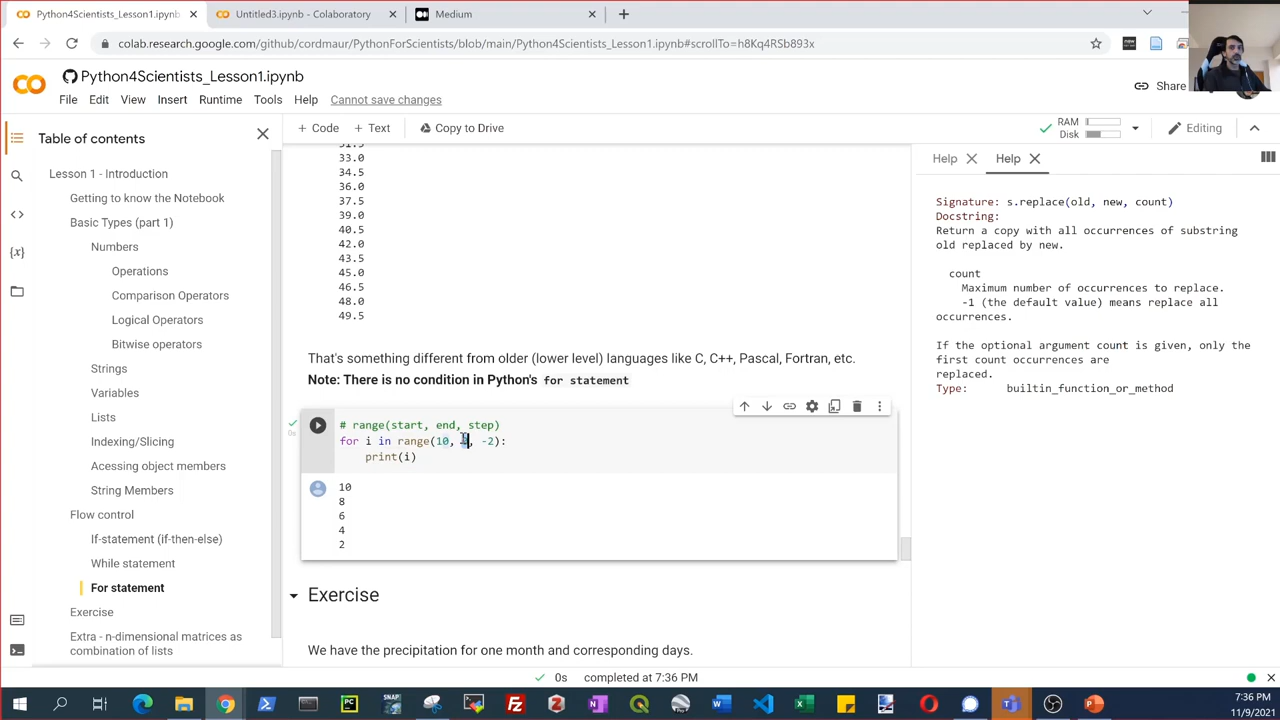 Python4Scientists_Lesson1.ipynb
Untitled3.ipynb - Colaboratory
Medium
colab.research.google.com/github/cordmaur/PythonForScientists/blob/main/Python4Scientists_Lesson1.ipynb#scrollTo=h8Kq4RSb893x
Python4Scientists_Lesson1.ipynb
File Edit View Insert Runtime Tools Help Cannot save changes
Share
Table of contents
+ Code + Text Copy to Drive
RAM
Disk
Editing
Lesson 1 - Introduction
Getting to know the Notebook
Basic Types (part 1)
Numbers
Operations
Comparison Operators
Logical Operators
Bitwise operators
Strings
Variables
Lists
Indexing/Slicing
Accessing object members
String Members
Flow control
If-statement (if-then-else)
While statement
For statement
Exercise
Extra - n-dimensional matrices as
combination of lists
33.0
34.5
36.0
37.5
39.0
40.5
42.0
43.5
45.0
46.5
48.0
49.5
That's something different from older (lower level) languages like C, C++, Pascal, Fortran, etc.
Note: There is no condition in Python's for statement
# range(start, end, step)
for i in range(10, , -2):
print(i)
0s
10
8
6
4
2
Exercise
We have the precipitation for one month and corresponding days.
Help Help
Signature: s.replace(old, new, count)
Docstring:
Return a copy with all occurrences of substring
old replaced by new.
count
Maximum number of occurrences to replace.
-1 (the default value) means replace all
occurrences.
If the optional argument count is given, only the
first count occurrences are
replaced.
Type: builtin_function_or_method
0s completed at 7:36 PM
7:36 PM
11/9/2021